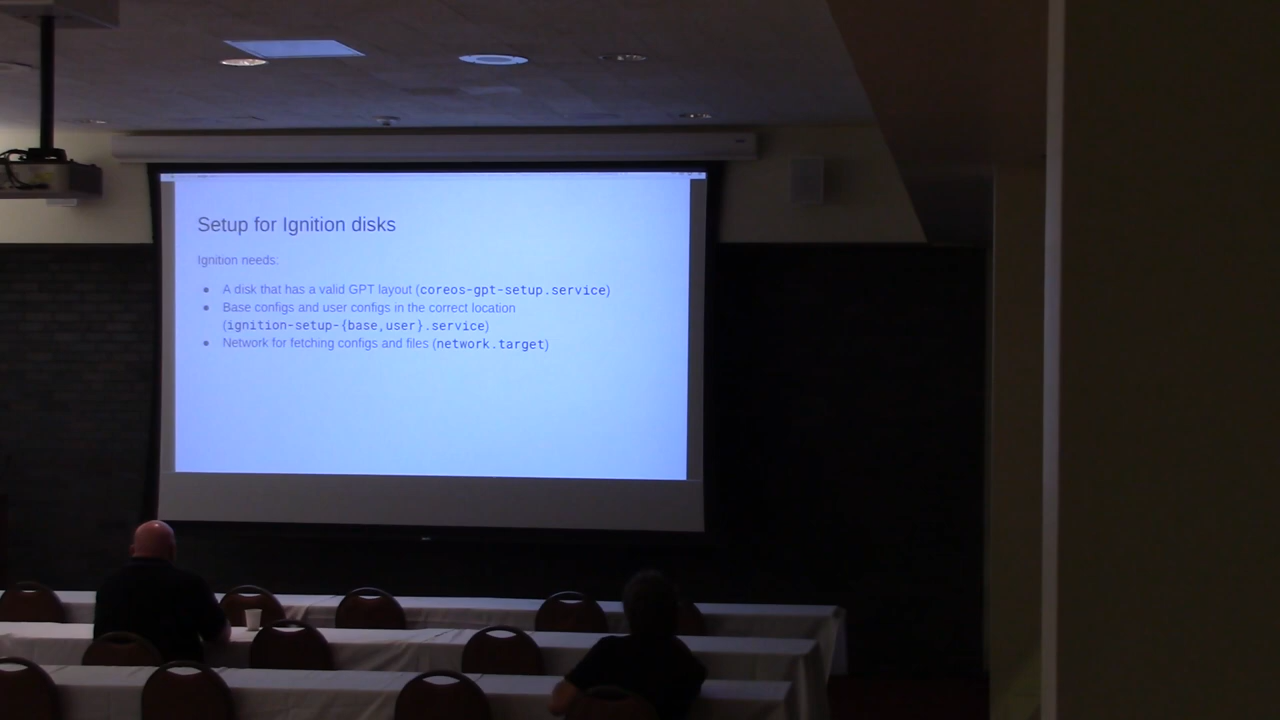 Setup for Ignition disks
Ignition needs:
● A disk that has a valid GPT layout (coreos-gpt-setup.service)
● Base configs and user configs in the correct location
(ignition-setup-{base,user}.service)
● Network for fetching configs and files (network.target)